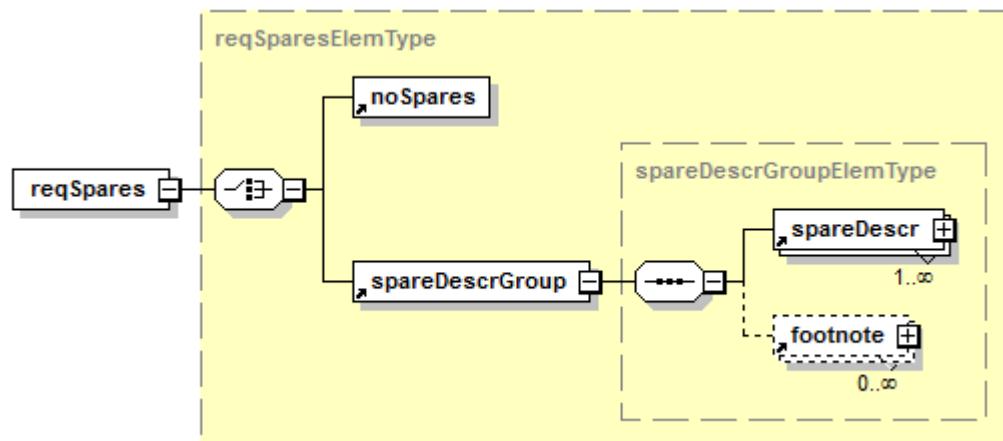 reqSparesElemType
noSpares
reqSpares
spareDescrGroupElemType
spareDescr
1..∞
spareDescrGroup
footnote
0..∞